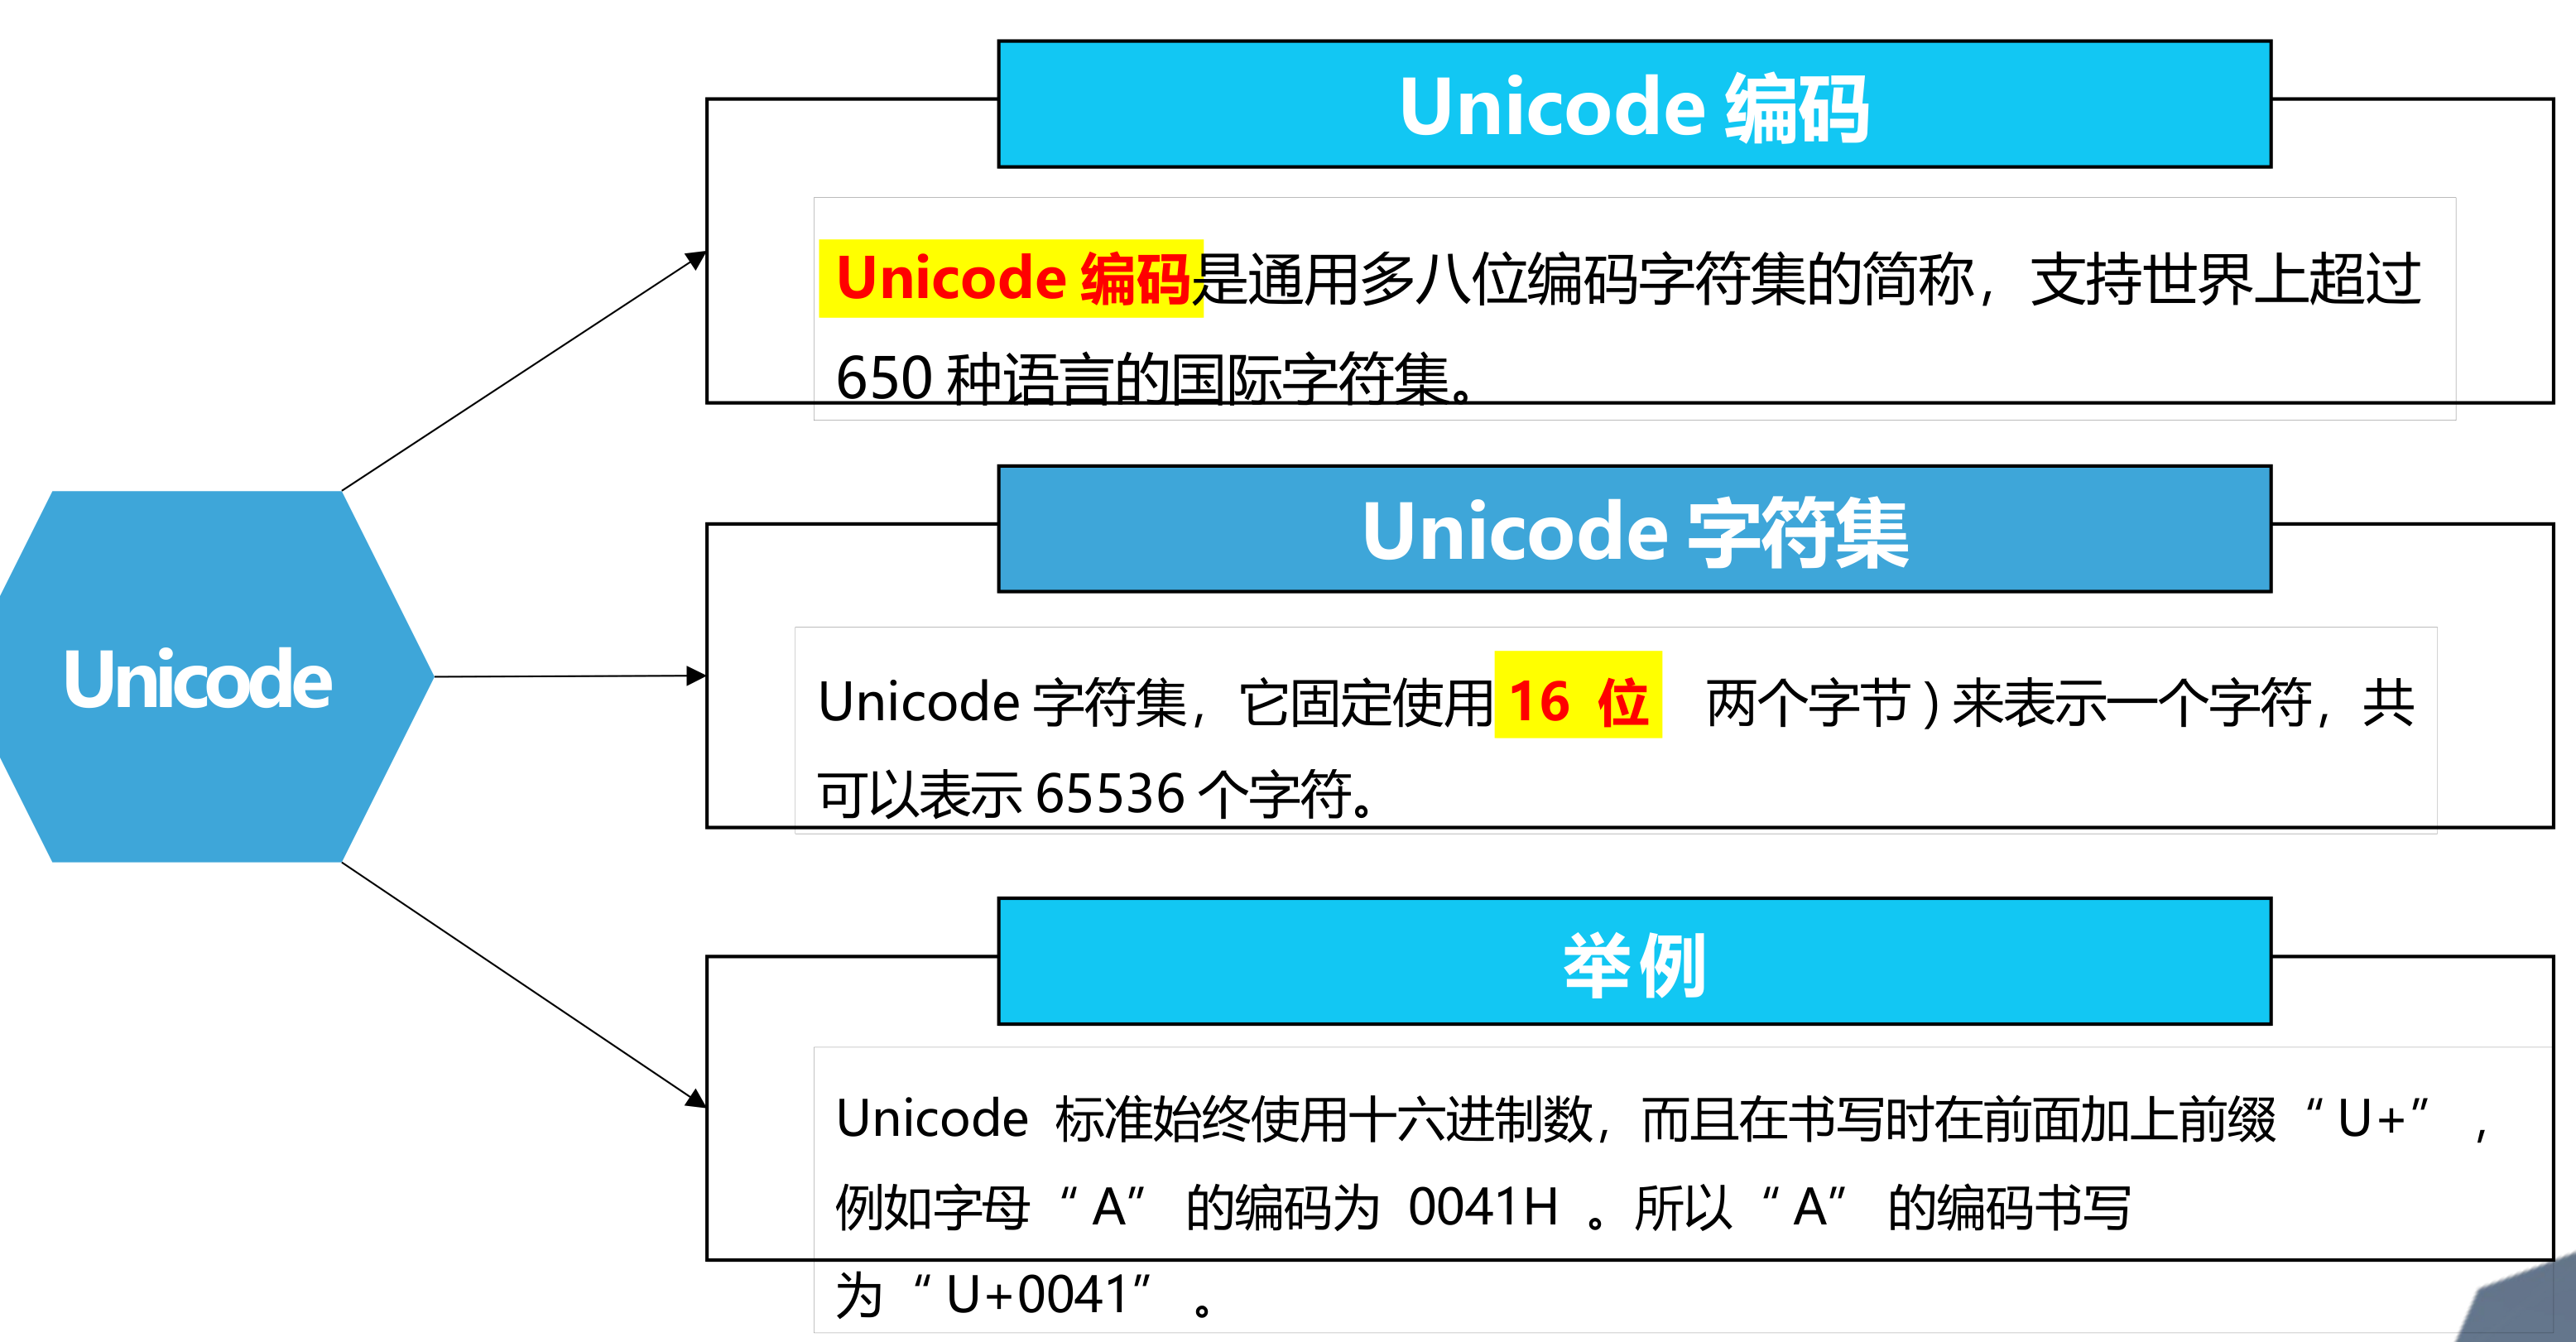 Unicode
Unicode 编码
Unicode 编码是通用多八位编码字符集的简称，支持世界上超过
650 种语言的国际字符集。
Unicode 字符集
Unicode 字符集，它固定使用 16 位 两个字节 ) 来表示一个字符，共
可以表示 65536 个字符。
举例
Unicode 标准始终使用十六进制数，而且在书写时在前面加上前缀“ U+” ，
例如字母“ A” 的编码为 0041H 。所以“ A” 的编码书写
为“ U+0041” 。